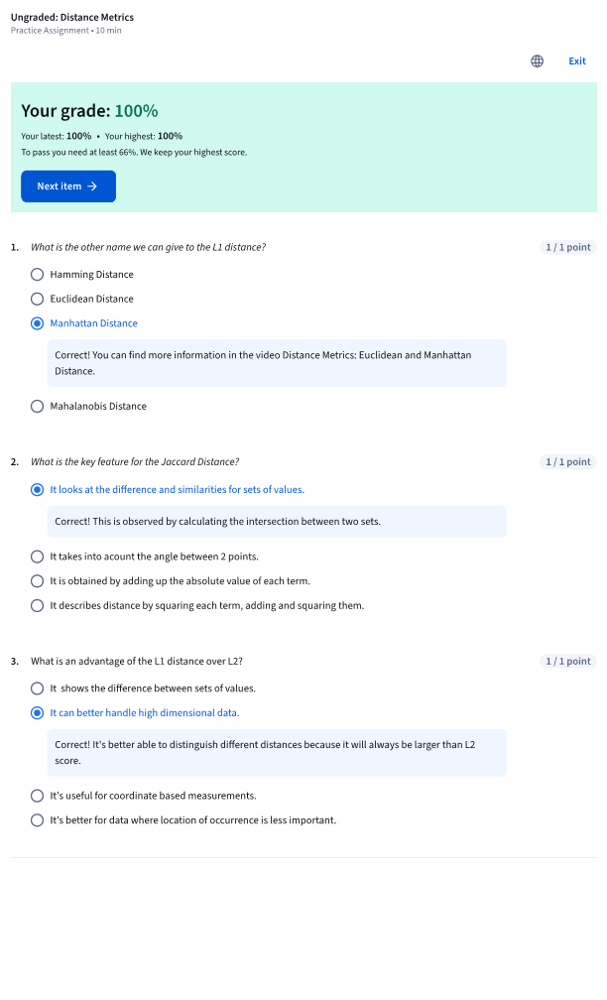 Ungraded: Distance Metrics
Practice Assignment • 10 min
Exit
Your grade: 100%
Your latest: 100% • Your highest: 100%
To pass you need at least 66%. We keep your highest score.
Next item →
1. What is the other name we can give to the L1 distance? 1 / 1 point
Hamming Distance
Euclidean Distance
Manhattan Distance
Correct! You can find more information in the video Distance Metrics: Euclidean and Manhattan
Distance.
Mahalanobis Distance
2. What is the key feature for the Jaccard Distance? 1 / 1 point
It looks at the difference and similarities for sets of values.
Correct! This is observed by calculating the intersection between two sets.
It takes into acount the angle between 2 points.
It is obtained by adding up the absolute value of each term.
It describes distance by squaring each term, adding and squaring them.
3. What is an advantage of the L1 distance over L2? 1 / 1 point
It  shows the difference between sets of values.
It can better handle high dimensional data.
Correct! It's better able to distinguish different distances because it will always be larger than L2
score.
It's useful for coordinate based measurements.
It's better for data where location of occurrence is less important.